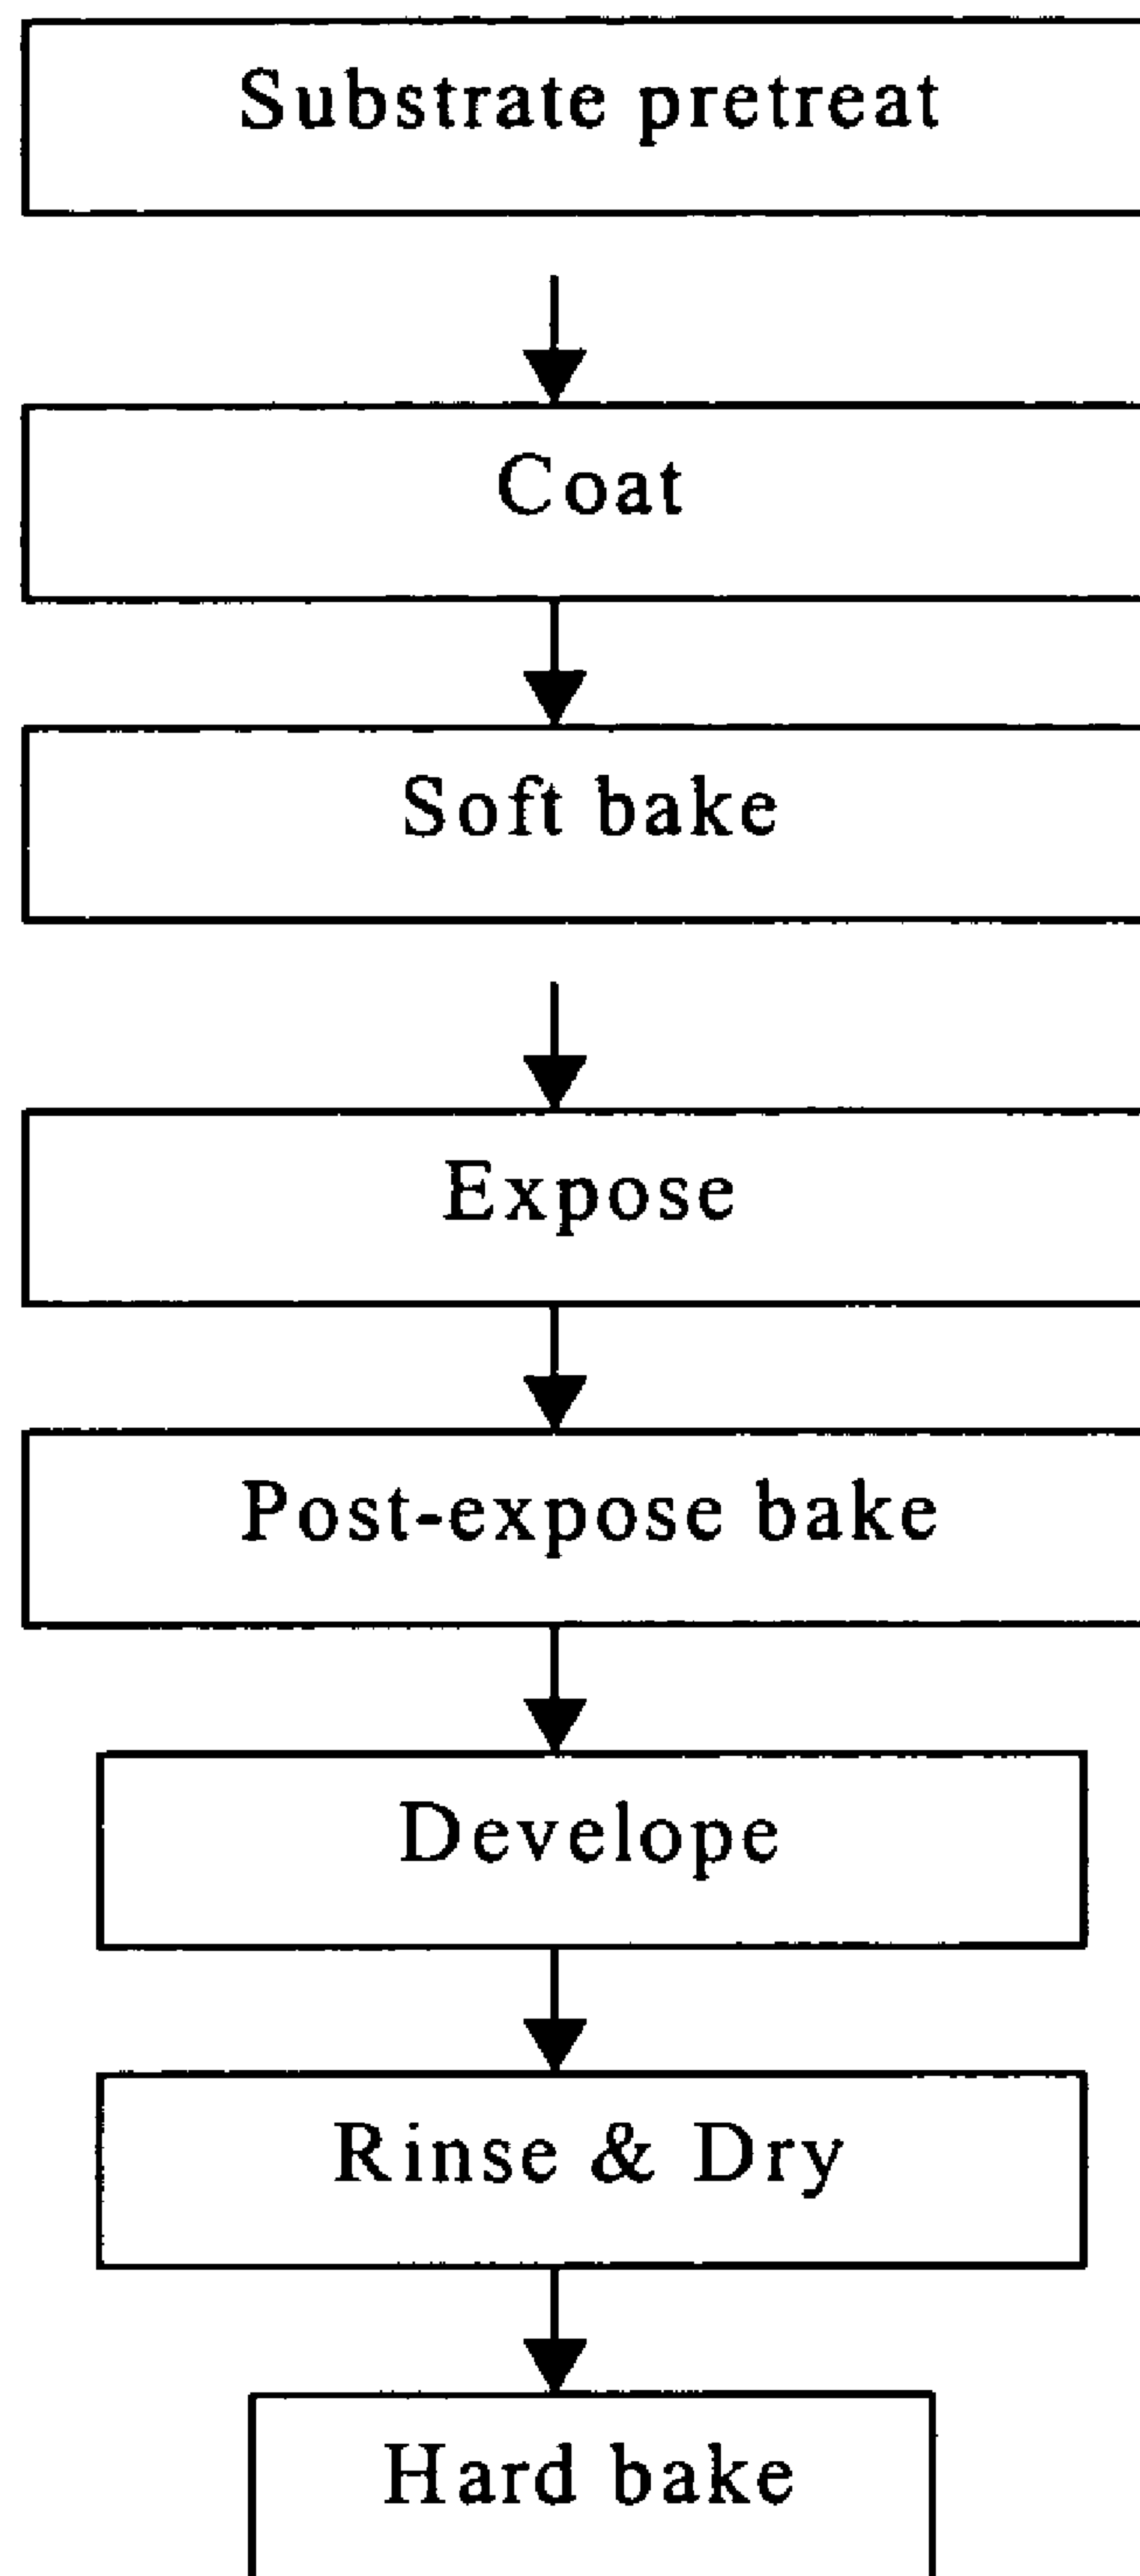 Substrate pretreat
Coat
Soft bake
Expose
Post-expose bake
Develope
Rinse & Dry
Hard bake